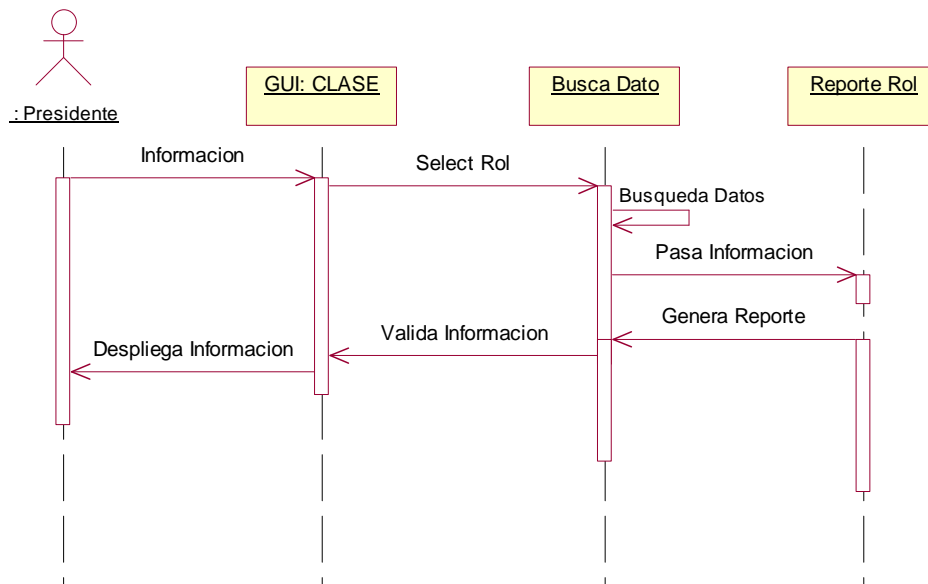 GUI: CLASE
Busca Dato
Reporte Rol
: Presidente
Informacion
Select Rol
Busqueda Datos
Pasa Informacion
Genera Reporte
Valida Informacion
Despliega Informacion